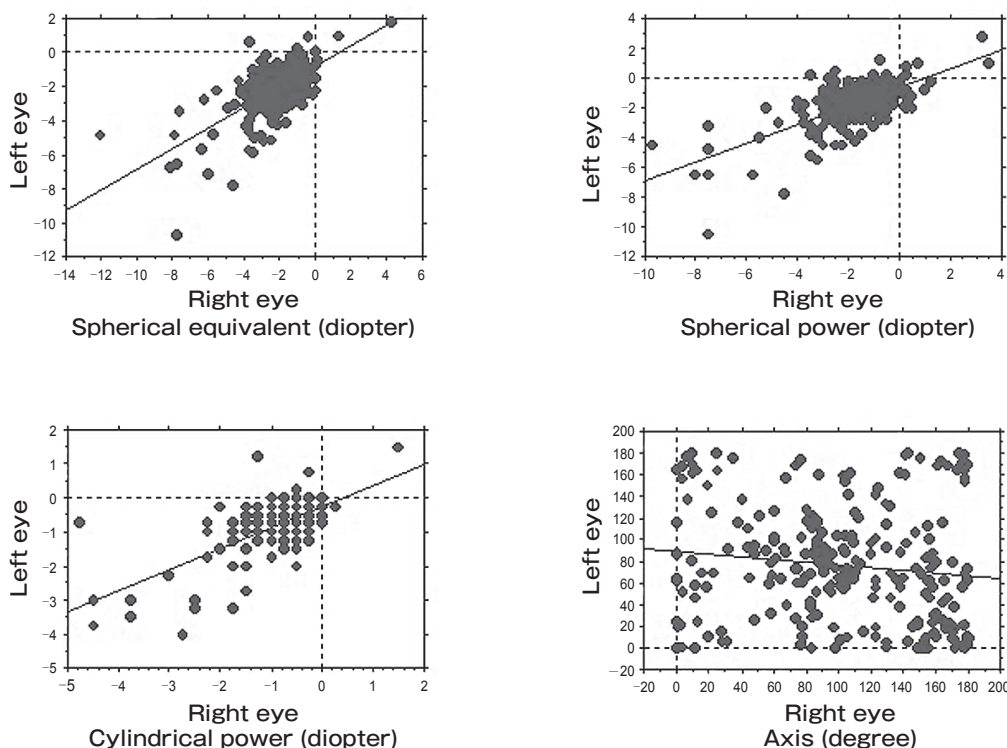 2
0
−2
−4
−6
−8
−10
−12
Left eye
−14 −12 −10 −8 −6 −4 −2 0 2 4 6
Right eye
Spherical equivalent (diopter)
4
2
0
−2
−4
−6
−8
−10
−12
Left eye
−10 −8 −6 −4 −2 0 2 4
Right eye
Spherical power (diopter)
2
1
0
−1
−2
−3
−4
−5
Left eye
−5 −4 −3 −2 −1 0 1 2
Right eye
Cylindrical power (diopter)
200
180
160
140
120
100
80
60
40
20
0
−20
Left eye
−20 0 20 40 60 80 100 120 140 160 180 200
Right eye
Axis (degree)